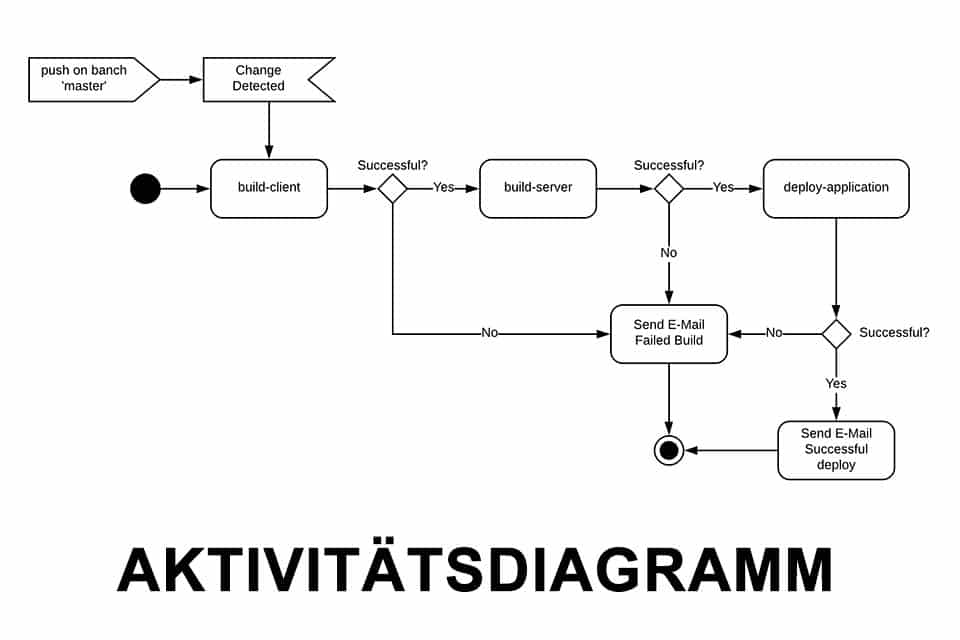 push on banch
'master'
Change
Detected
Successful?
Successful?
build-client
Yes
build-server
Yes
deploy-application
No
Send E-Mail
Failed Build
No
No
Successful?
Yes
Send E-Mail
Successful
deploy
AKTIVITÄTSDIAGRAMM